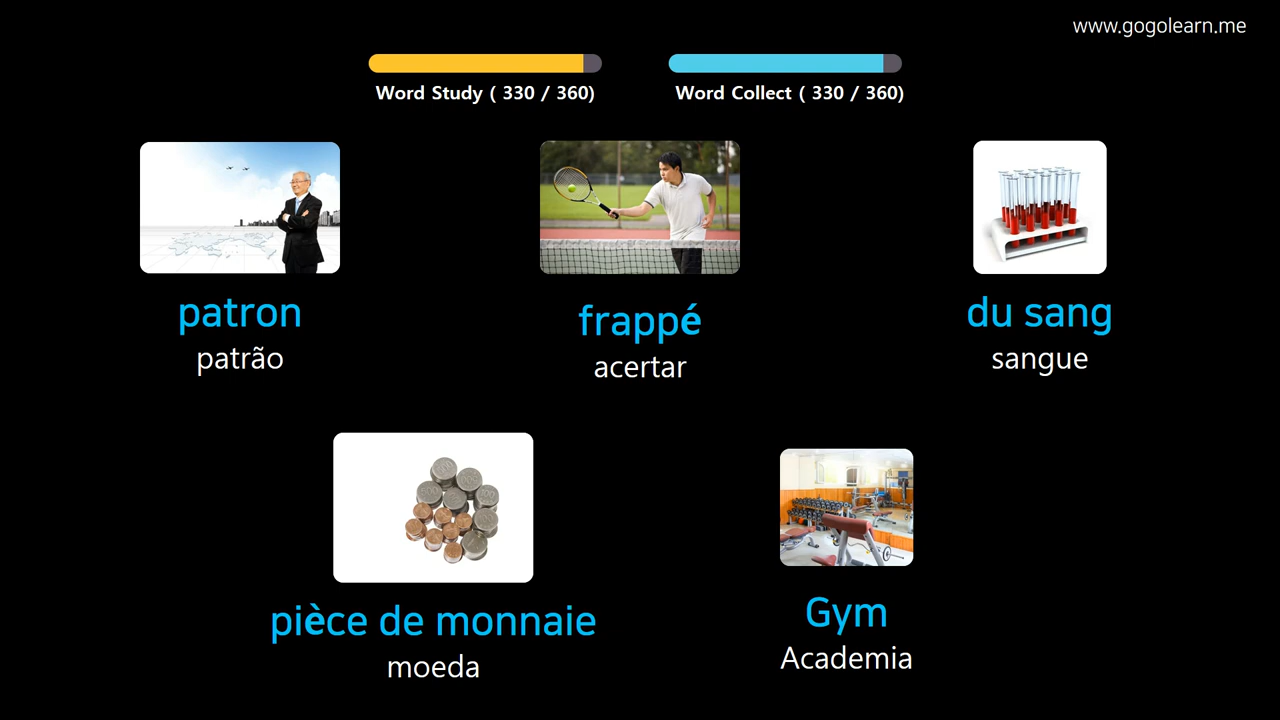 www.gogolearn.me
Word Study ( 330 / 360)
Word Collect ( 330 / 360)
patron
patrão
frappé
acertar
du sang
sangue
pièce de monnaie
moeda
Gym
Academia